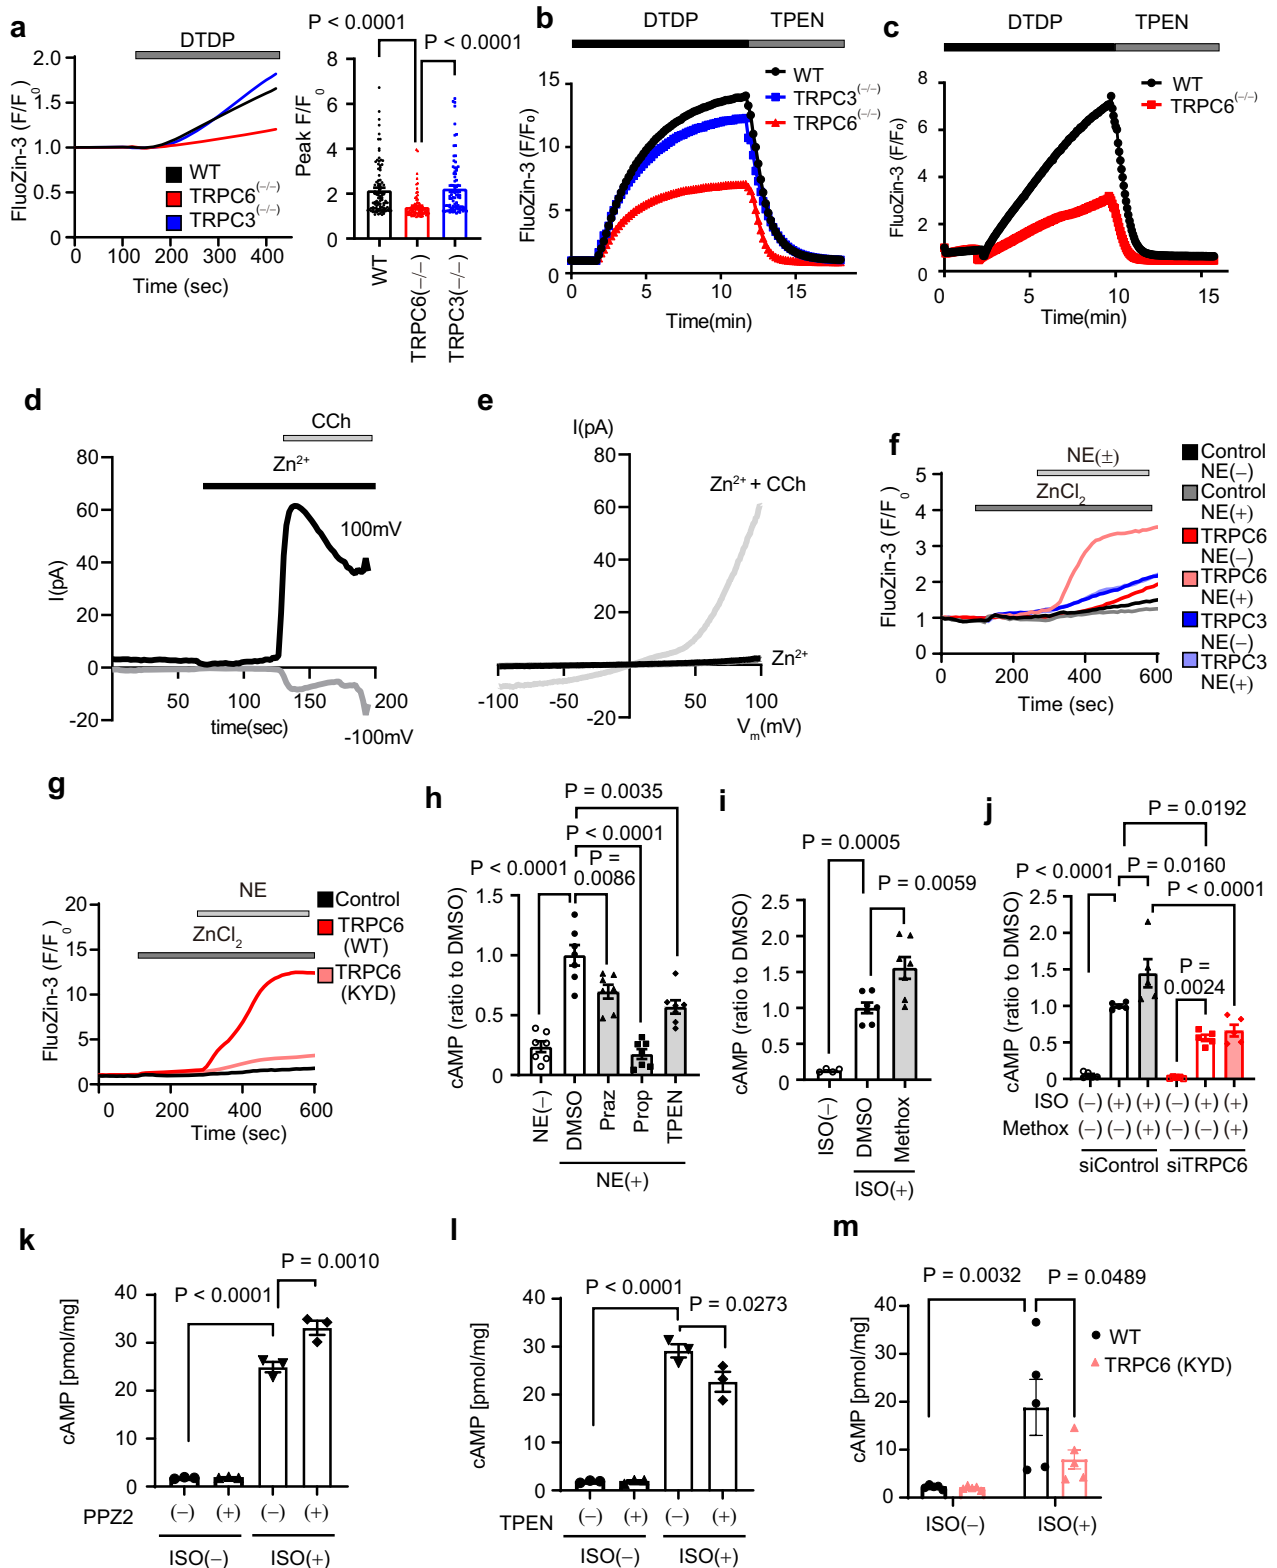 a
DTDP
FluoZin-3 (F/F0)
2.0
1.5
1.0
0.5
0
WT
TRPC6(−/−)
TRPC3(−/−)
0 100 200 300 400
Time (sec)
P < 0.0001
P < 0.0001
Peak F/F0
8
6
4
2
0
WT
TRPC6(−/−)
TRPC3(−/−)
b
DTDP
TPEN
FluoZin-3 (F/F0)
15
10
5
0
WT
TRPC3(−/−)
TRPC6(−/−)
0 5 10 15
Time(min)
c
DTDP
TPEN
FluoZin-3 (F/F0)
8
6
4
2
0
WT
TRPC6(−/−)
0 5 10 15
Time(min)
d
CCh
Zn2+
I(pA)
80
60
40
20
0
-20
100mV
50 100 150 200
time(sec)
-100mV
e
I(pA)
80
60
40
20
-20
Zn2+ + CCh
Zn2+
-100 -50 0 50 100
Vm(mV)
f
NE(±)
ZnCl2
FluoZin-3 (F/F0)
5
4
3
2
1
0
0 200 400 600
Time (sec)
Control
NE(−)
Control
NE(+)
TRPC6
NE(−)
TRPC6
NE(+)
TRPC3
NE(−)
TRPC3
NE(+)
g
NE
ZnCl2
FluoZin-3 (F/F0)
20
15
10
5
0
0 200 400 600
Time (sec)
Control
TRPC6
(WT)
TRPC6
(KYD)
h
P = 0.0035
P < 0.0001
P < 0.0001
P =
0.0086
cAMP (ratio to DMSO)
1.5
1.0
0.5
0
NE(−)
DMSO
Praz
Prop
TPEN
NE(+)
i
P = 0.0005
P = 0.0059
cAMP (ratio to DMSO)
2.5
2.0
1.5
1.0
0.5
0
ISO(−)
DMSO
Methox
ISO(+)
j
P = 0.0192
P < 0.0001
P = 0.0160
P < 0.0001
P =
0.0024
cAMP (ratio to DMSO)
2.5
2.0
1.5
1.0
0.5
0
ISO (−) (+) (+) (−) (+) (+)
Methox (−) (−) (+) (−) (−) (+)
siControl siTRPC6
k
P = 0.0010
P < 0.0001
cAMP [pmol/mg]
40
30
20
10
0
PPZ2 (−) (+) (−) (+)
ISO(−) ISO(+)
l
P < 0.0001
P = 0.0273
cAMP [pmol/mg]
40
30
20
10
0
TPEN (−) (+) (−) (+)
ISO(−) ISO(+)
m
P = 0.0032
P = 0.0489
cAMP [pmol/mg]
40
30
20
10
0
WT
TRPC6 (KYD)
ISO(−) ISO(+)